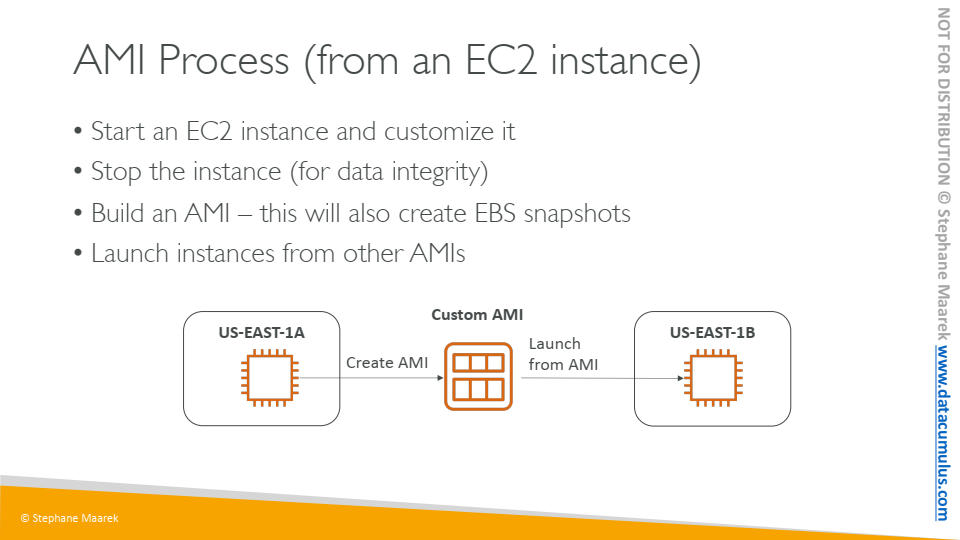 AMI Process (from an EC2 instance)
• Start an EC2 instance and customize it
• Stop the instance (for data integrity)
• Build an AMI – this will also create EBS snapshots
• Launch instances from other AMIs
US-EAST-1A
Create AMI
Custom AMI
Launch
from AMI
US-EAST-1B
© Stephane Maarek
NOT FOR DISTRIBUTION © Stephane Maarek www.datacumulus.com